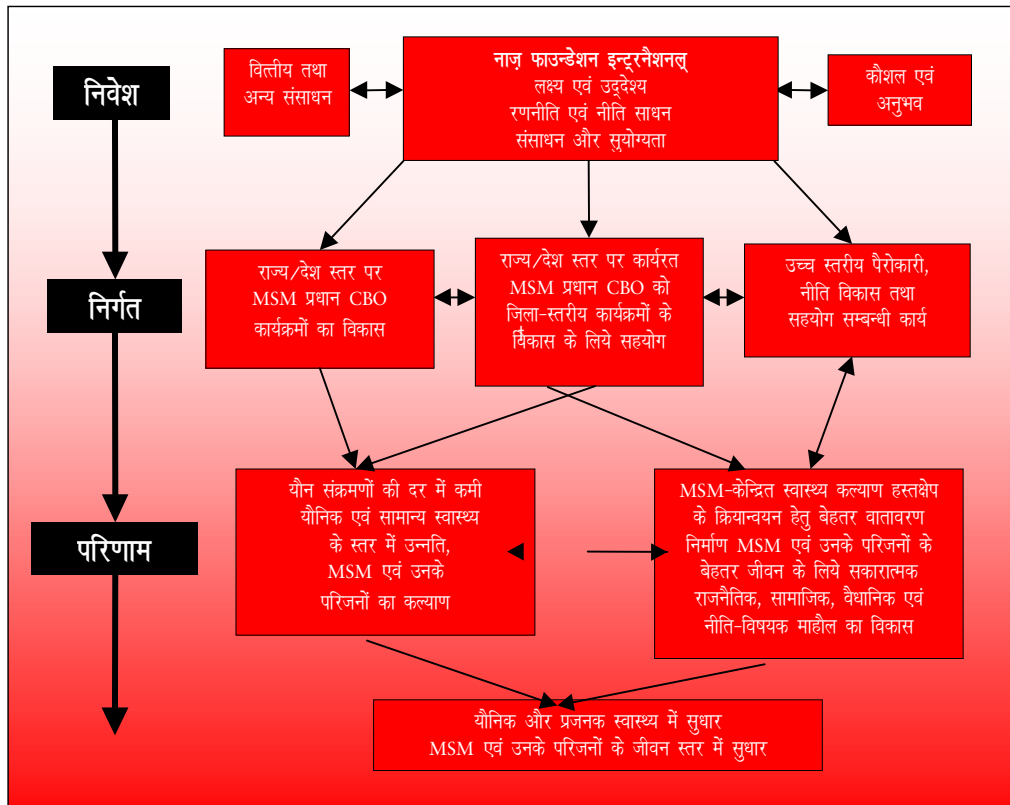 निवेश
वित्तीय तथा
अन्य संसाधन
नाज़ फाउन्डेशन इन्ट्रनैशनल्
लक्ष्य एवं उद्देश्य
रणनीति एवं नीति साधन
संसाधन और सुयोग्यता
कौशल एवं
अनुभव
निर्गत
राज्य/देश स्तर पर
MSM प्रधान CBO
कार्यक्रमों का विकास
राज्य/देश स्तर पर कार्यरत
MSM प्रधान CBO को
जिला-स्तरीय कार्यक्रमों के
विकास के लिये सहयोग
उच्च स्तरीय पैरोकारी,
नीति विकास तथा
सहयोग सम्बन्धी कार्य
परिणाम
यौन संक्रमणों की दर में कमी
यौनिक एवं सामान्य स्वास्थ्य
के स्तर में उन्नति,
MSM एवं उनके
परिजनों का कल्याण
MSM-केन्द्रित स्वास्थ्य कल्याण हस्तक्षेप
के क्रियान्वयन हेतु बेहतर वातावरण
निर्माण MSM एवं उनके परिजनों के
बेहतर जीवन के लिये सकारात्मक
राजनैतिक, सामाजिक, वैधानिक एवं
नीति-विषयक माहौल का विकास
यौनिक और प्रजनक स्वास्थ्य में सुधार
MSM एवं उनके परिजनों के जीवन स्तर में सुधार